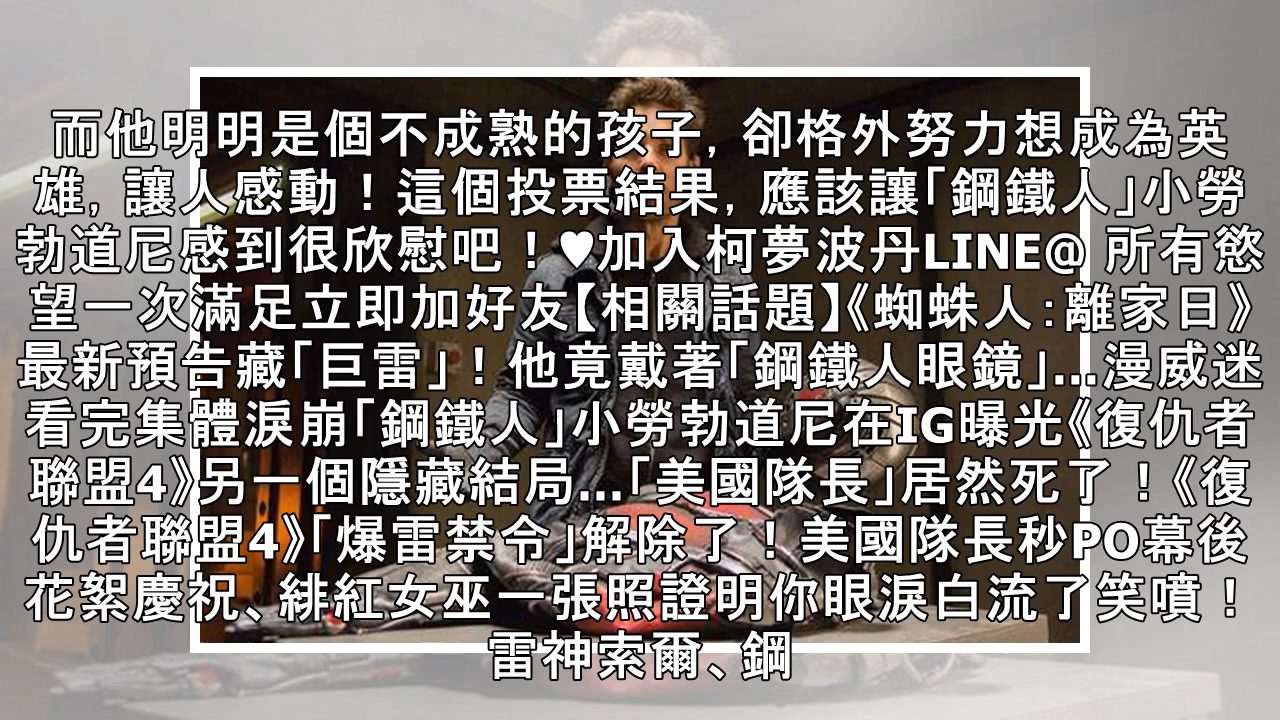 而他明明是個不成熟的孩子，卻格外努力想成為英
雄，讓人感動！這個投票結果，應該讓「鋼鐵人」小勞
勃道尼感到很欣慰吧！♥加入柯夢波丹LINE@ 所有慾
望一次滿足立即加好友【相關話題】《蜘蛛人：離家日》
最新預告藏「巨雷」！他竟戴著「鋼鐵人眼鏡」...漫威迷
看完集體淚崩「鋼鐵人」小勞勃道尼在IG曝光《復仇者
聯盟4》另一個隱藏結局...「美國隊長」居然死了！《復
仇者聯盟4》「爆雷禁令」解除了！美國隊長秒PO幕後
花絮慶祝、緋紅女巫一張照證明你眼淚白流了笑噴！
雷神索爾、鋼